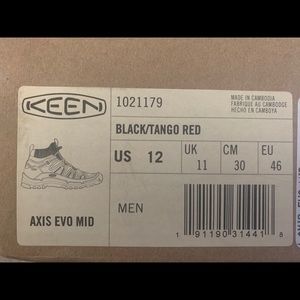 KEEN
1021179
MADE IN CAMBODIA
FABRIQUE AU CAMBODGE
HECHO EN CAMBOYA
BLACK/TANGO RED
US 12
UK 11
CM 30
EU 46
AXIS EVO MID
MEN
1 91190 31441 8